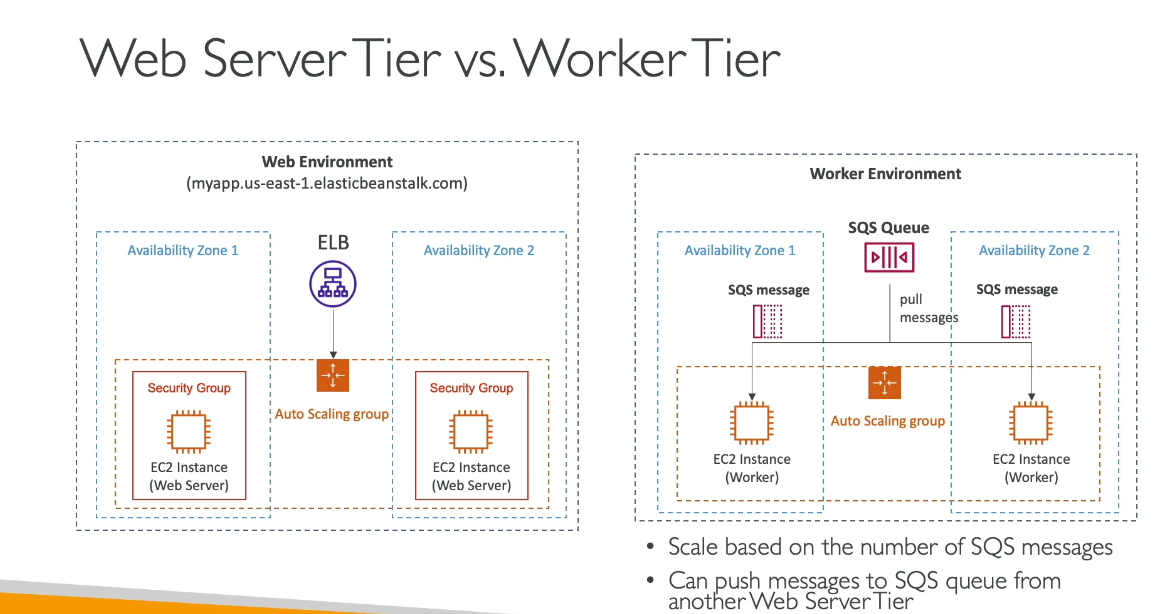 Web Server Tier vs. Worker Tier
Web Environment
(myapp.us-east-1.elasticbeanstalk.com)
Availability Zone 1
ELB
Availability Zone 2
Security Group
Auto Scaling group
Security Group
EC2 Instance
(Web Server)
EC2 Instance
(Web Server)
Worker Environment
SQS Queue
Availability Zone 1
Availability Zone 2
SQS message
pull
messages
SQS message
Auto Scaling group
EC2 Instance
(Worker)
EC2 Instance
(Worker)
• Scale based on the number of SQS messages
• Can push messages to SQS queue from
another Web Server Tier